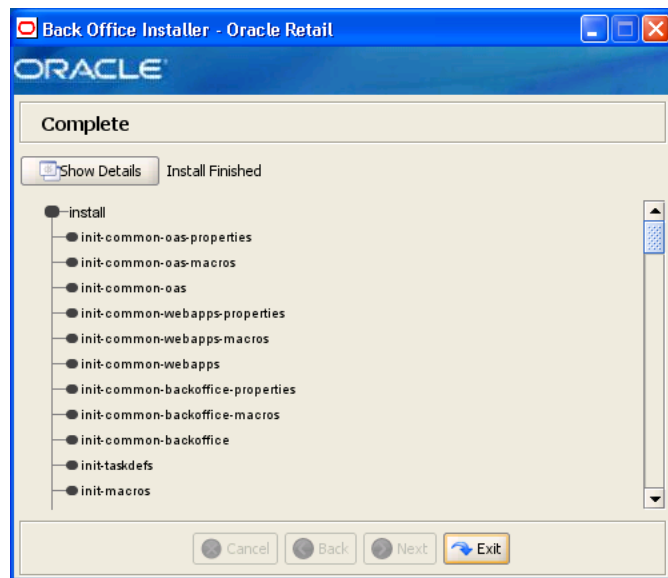 Back Office Installer - Oracle Retail
ORACLE
Complete
Show Details Install Finished
install
init-common-oas-properties
init-common-oas-macros
init-common-oas
init-common-webapps-properties
init-common-webapps-macros
init-common-webapps
init-common-backoffice-properties
init-common-backoffice-macros
init-common-backoffice
init-taskdefs
init-macros
Cancel Back Next Exit